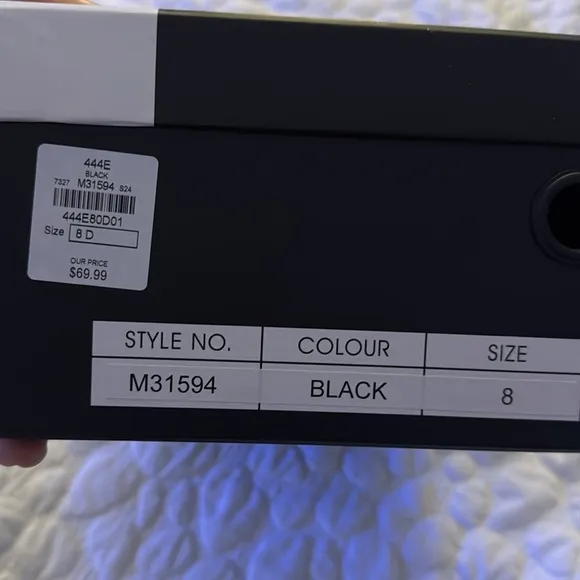 444E
BLACK
7327 M31594 S24
444E80D01
Size 8 D
OUR PRICE
$69.99
STYLE NO. COLOUR SIZE
M31594 BLACK 8